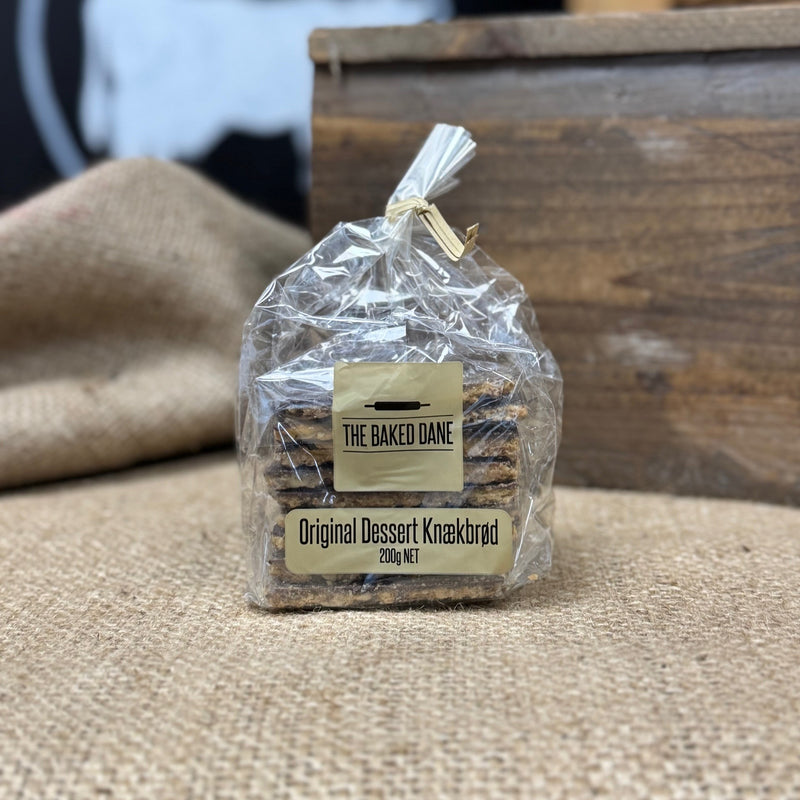 THE BAKED DANE
Original Dessert Knækbrød
200g NET